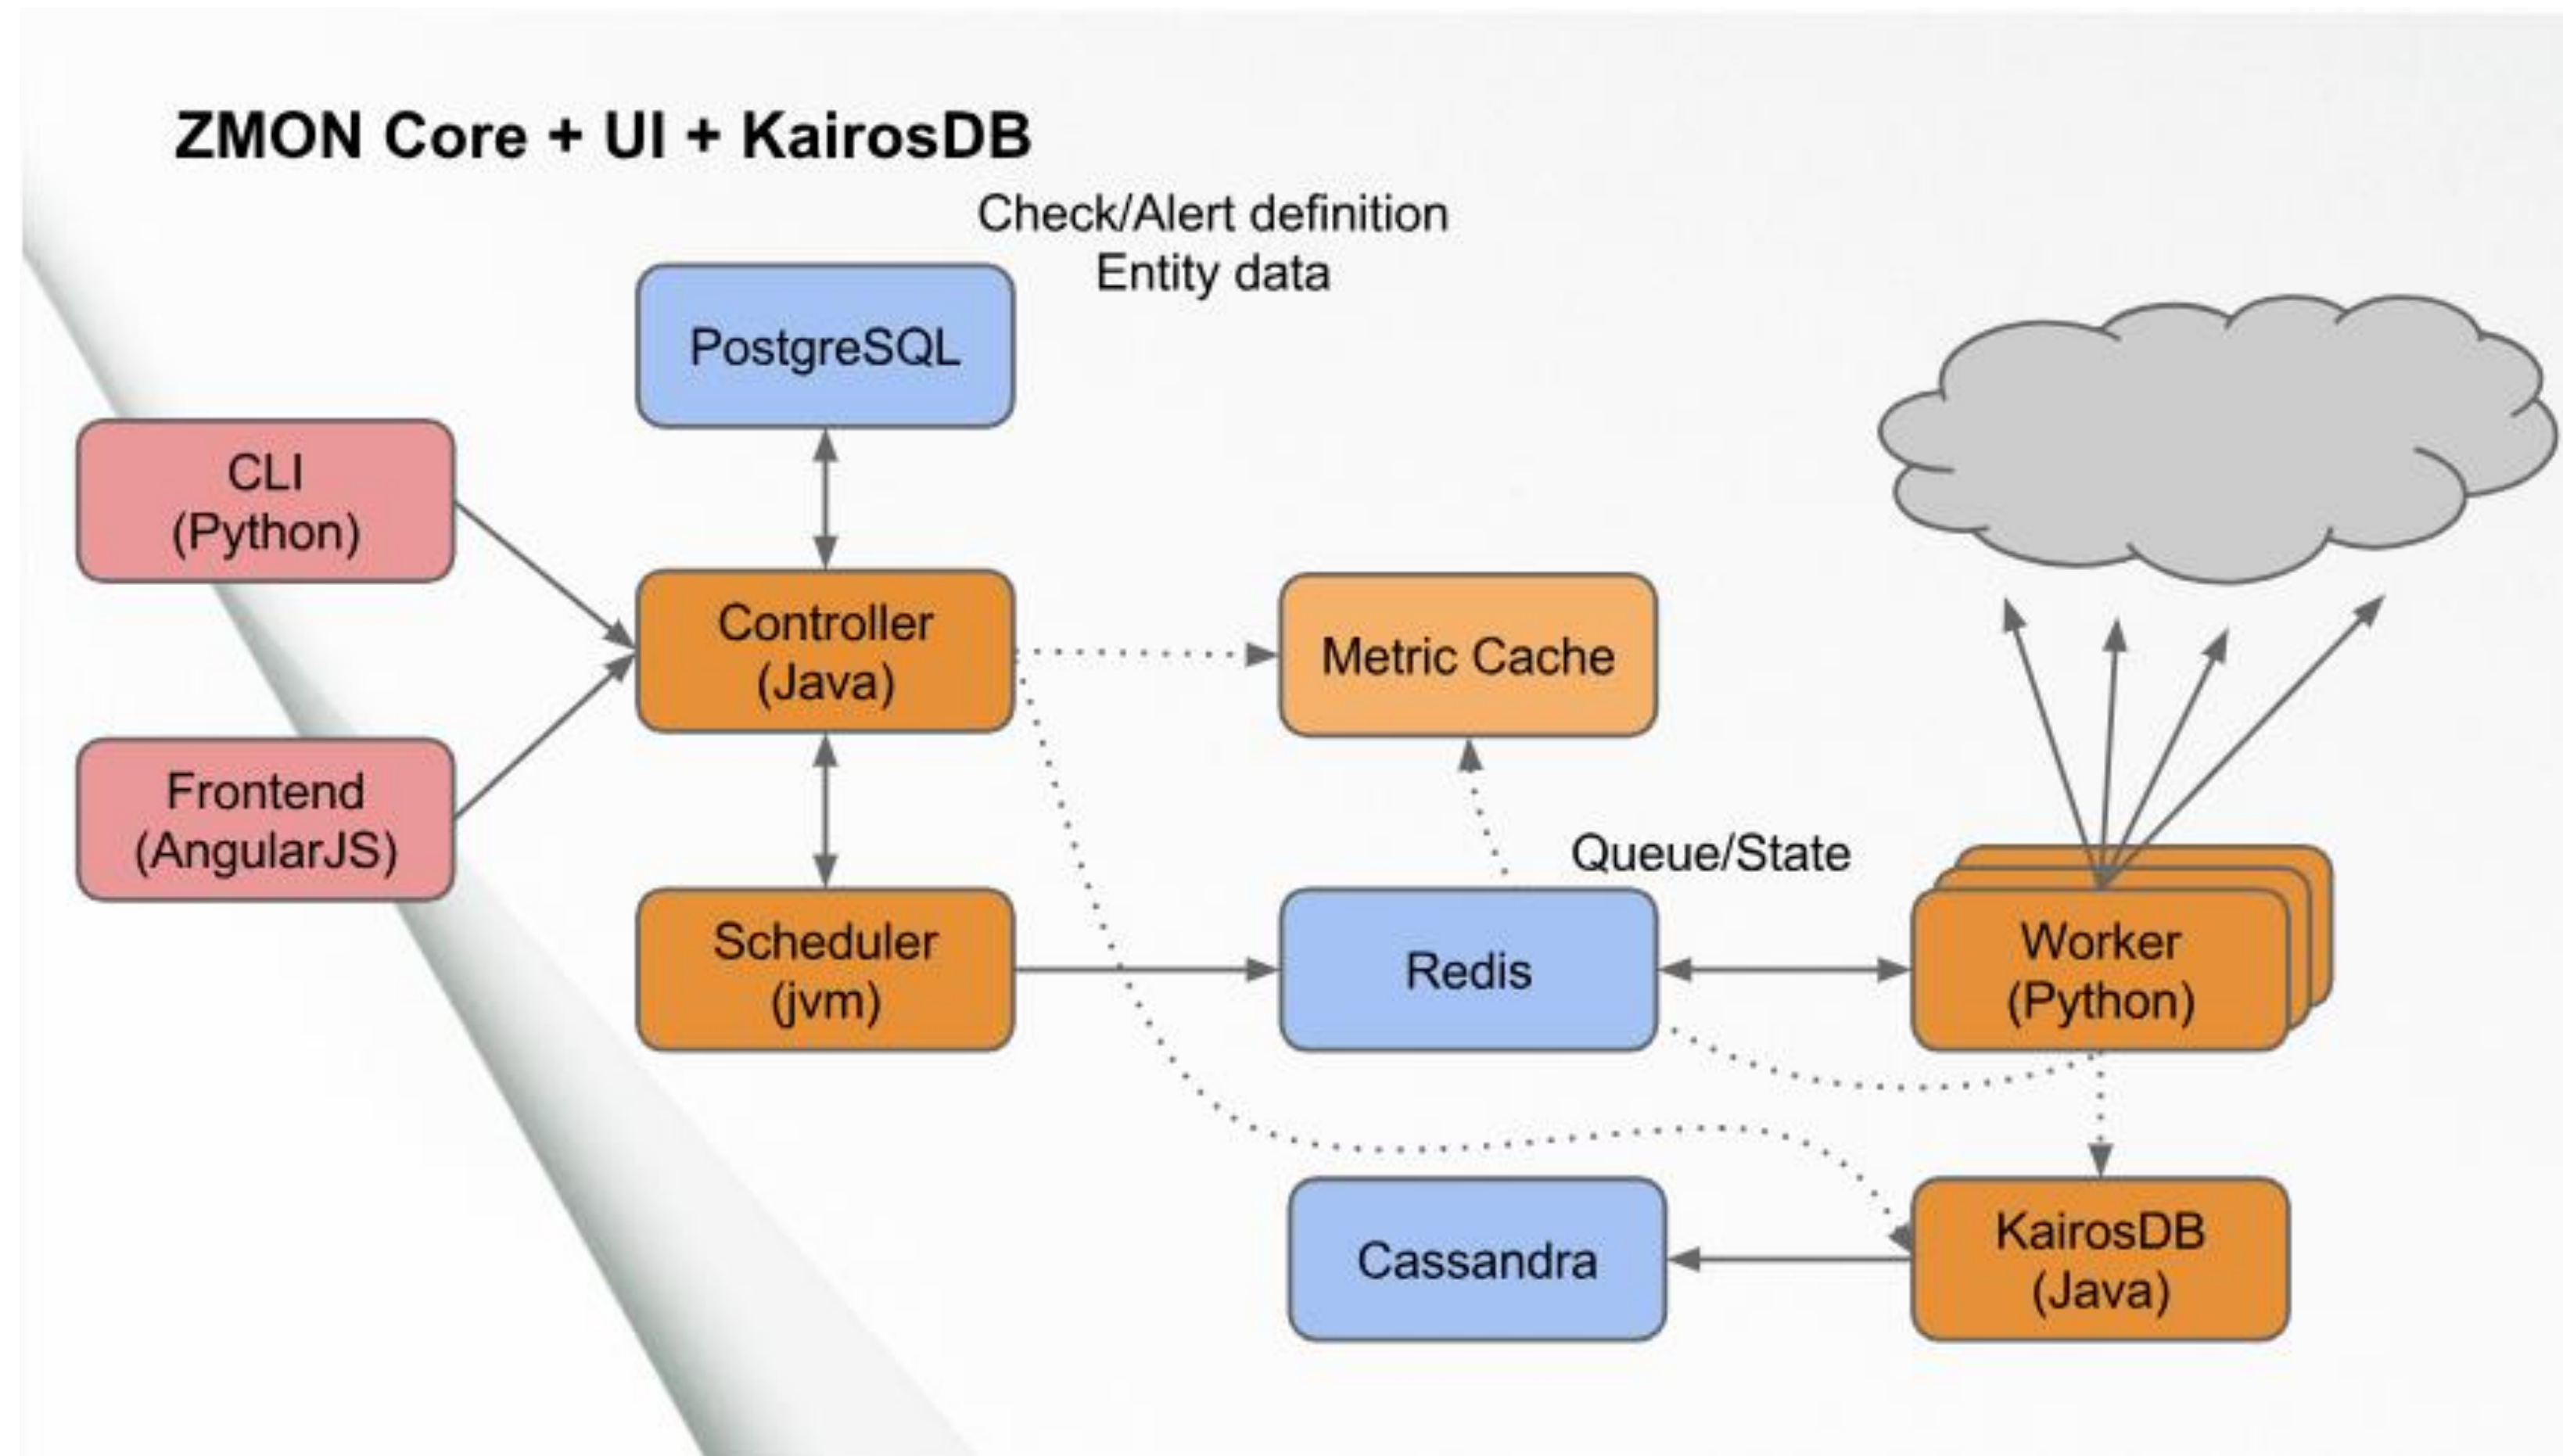 ZMON Core + UI + KairosDB
Check/Alert definition
Entity data
PostgreSQL
CLI
(Python)
Controller
(Java)
Metric Cache
Frontend
(AngularJS)
Queue/State
Scheduler
(jvm)
Redis
Worker
(Python)
Cassandra
KairosDB
(Java)